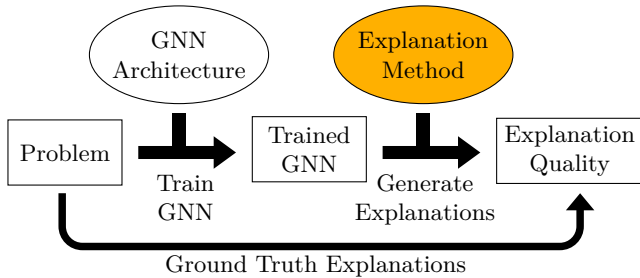 GNN
Architecture
Explanation
Method
Problem
Train
GNN
Trained
GNN
Generate
Explanations
Explanation
Quality
Ground Truth Explanations